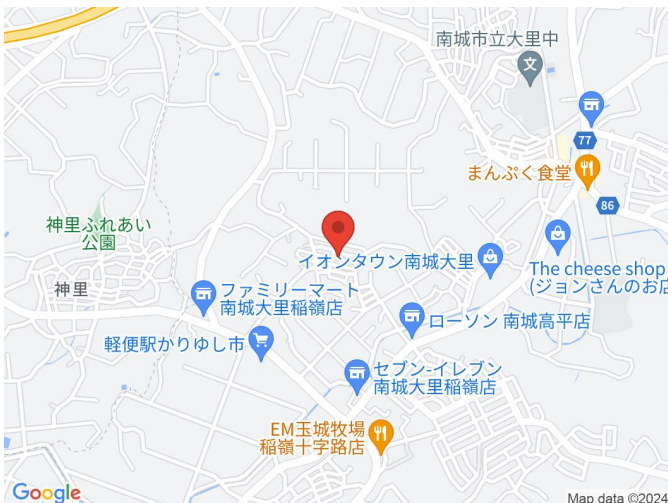 南城市立大里中
文
77
まんぷく食堂
86
神里ふれあい
公園
イオンタウン南城大里
The cheese shop
(ジョンさんのお店
神里
ファミリーマート
南城大里稲嶺店
ローソン 南城高平店
軽便駅かりゆし市
セブン-イレブン
南城大里稲嶺店
EM玉城牧場
稲嶺十字路店
Google
Map data ©2024